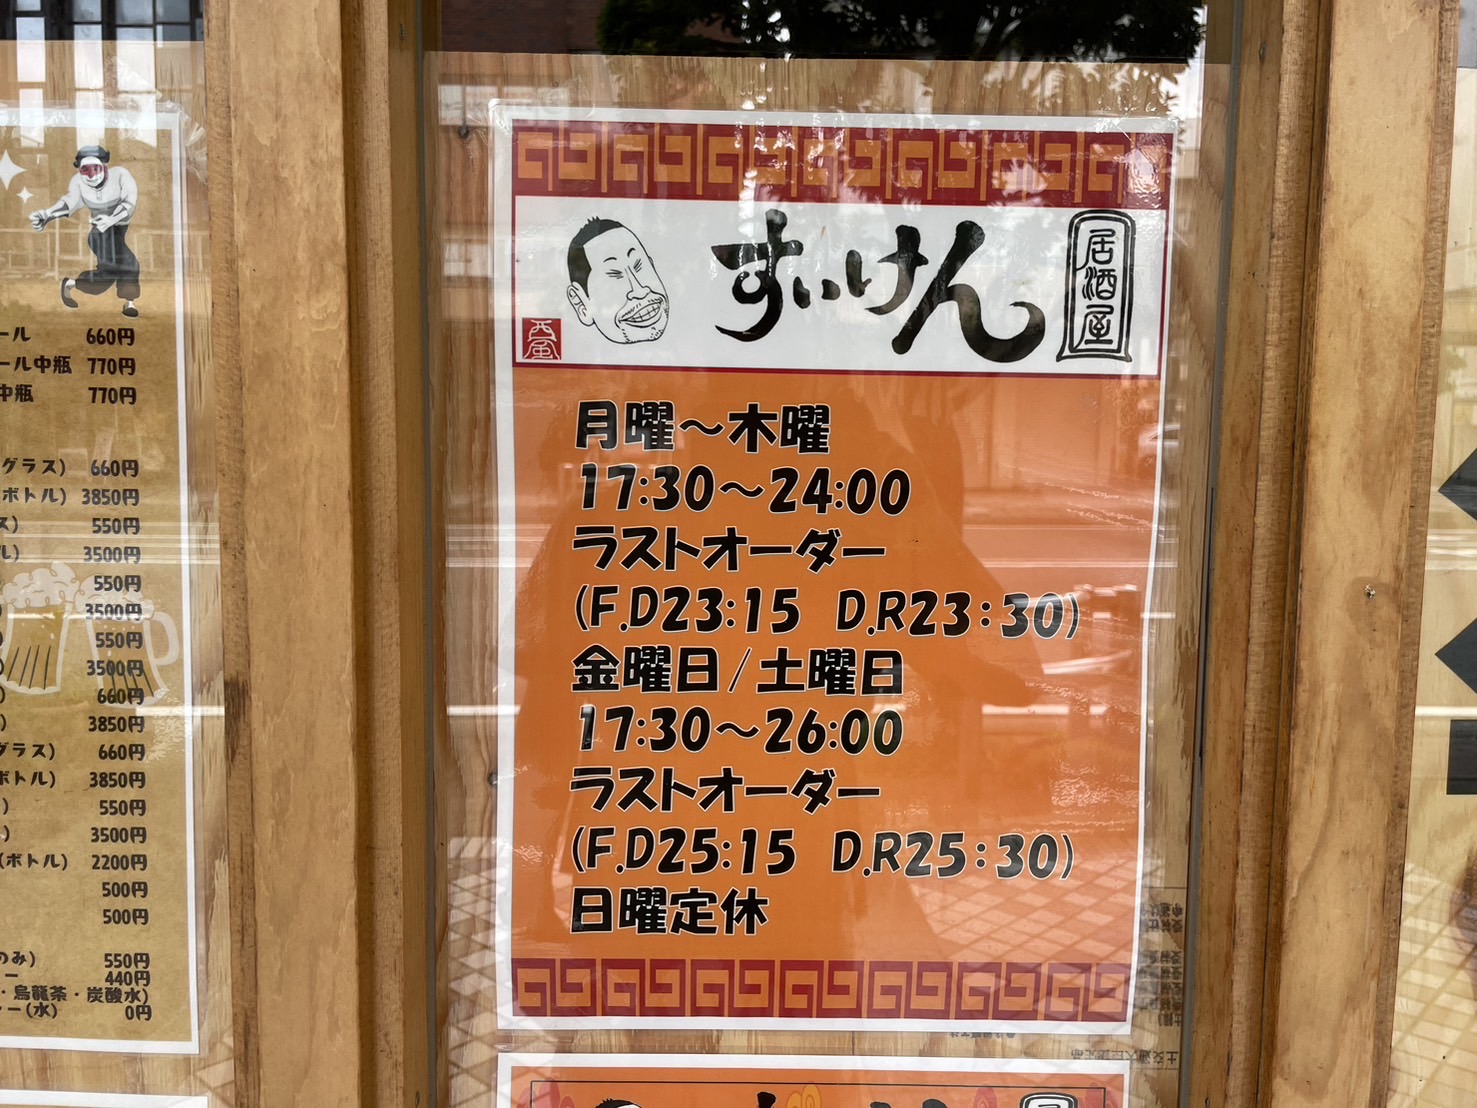 ール 660円
ール中瓶 770円
中瓶 770円
グラス) 660円
ボトル) 3850円
ス) 550円
ル) 3500円
550円
3500円
550円
3500円
660円
3850円
グラス) 660円
ボトル) 3850円
550円
3500円
(ボトル) 2200円
500円
500円
のみ) 550円
ー 440円
・烏龍茶・炭酸水)
ー(水) 0円
西風
すいけん
居酒屋
月曜〜木曜
17:30〜24:00
ラストオーダー
(F.D23:15 D.R23:30)
金曜日/土曜日
17:30〜26:00
ラストオーダー
(F.D25:15 D.R25:30)
日曜定休